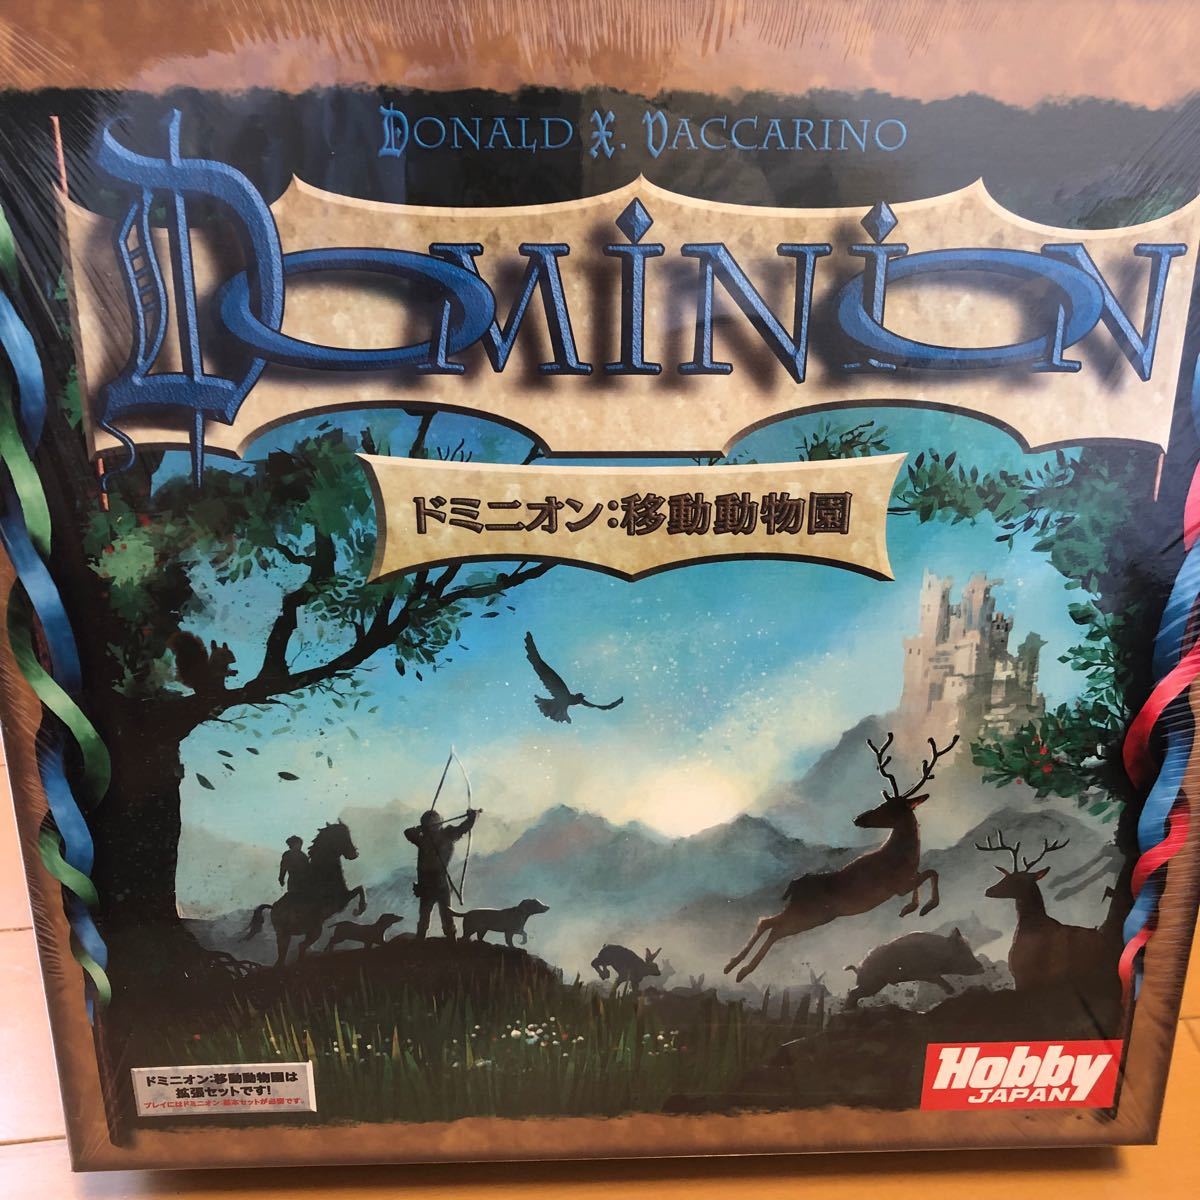 DONALD X. VACCARINO
DOMINION
ドミニオン:移動動物園
ドミニオン:移動動物園は
拡張セットです!
プレイにはドミニオン:基本セットが必要です。
Hobby
JAPAN